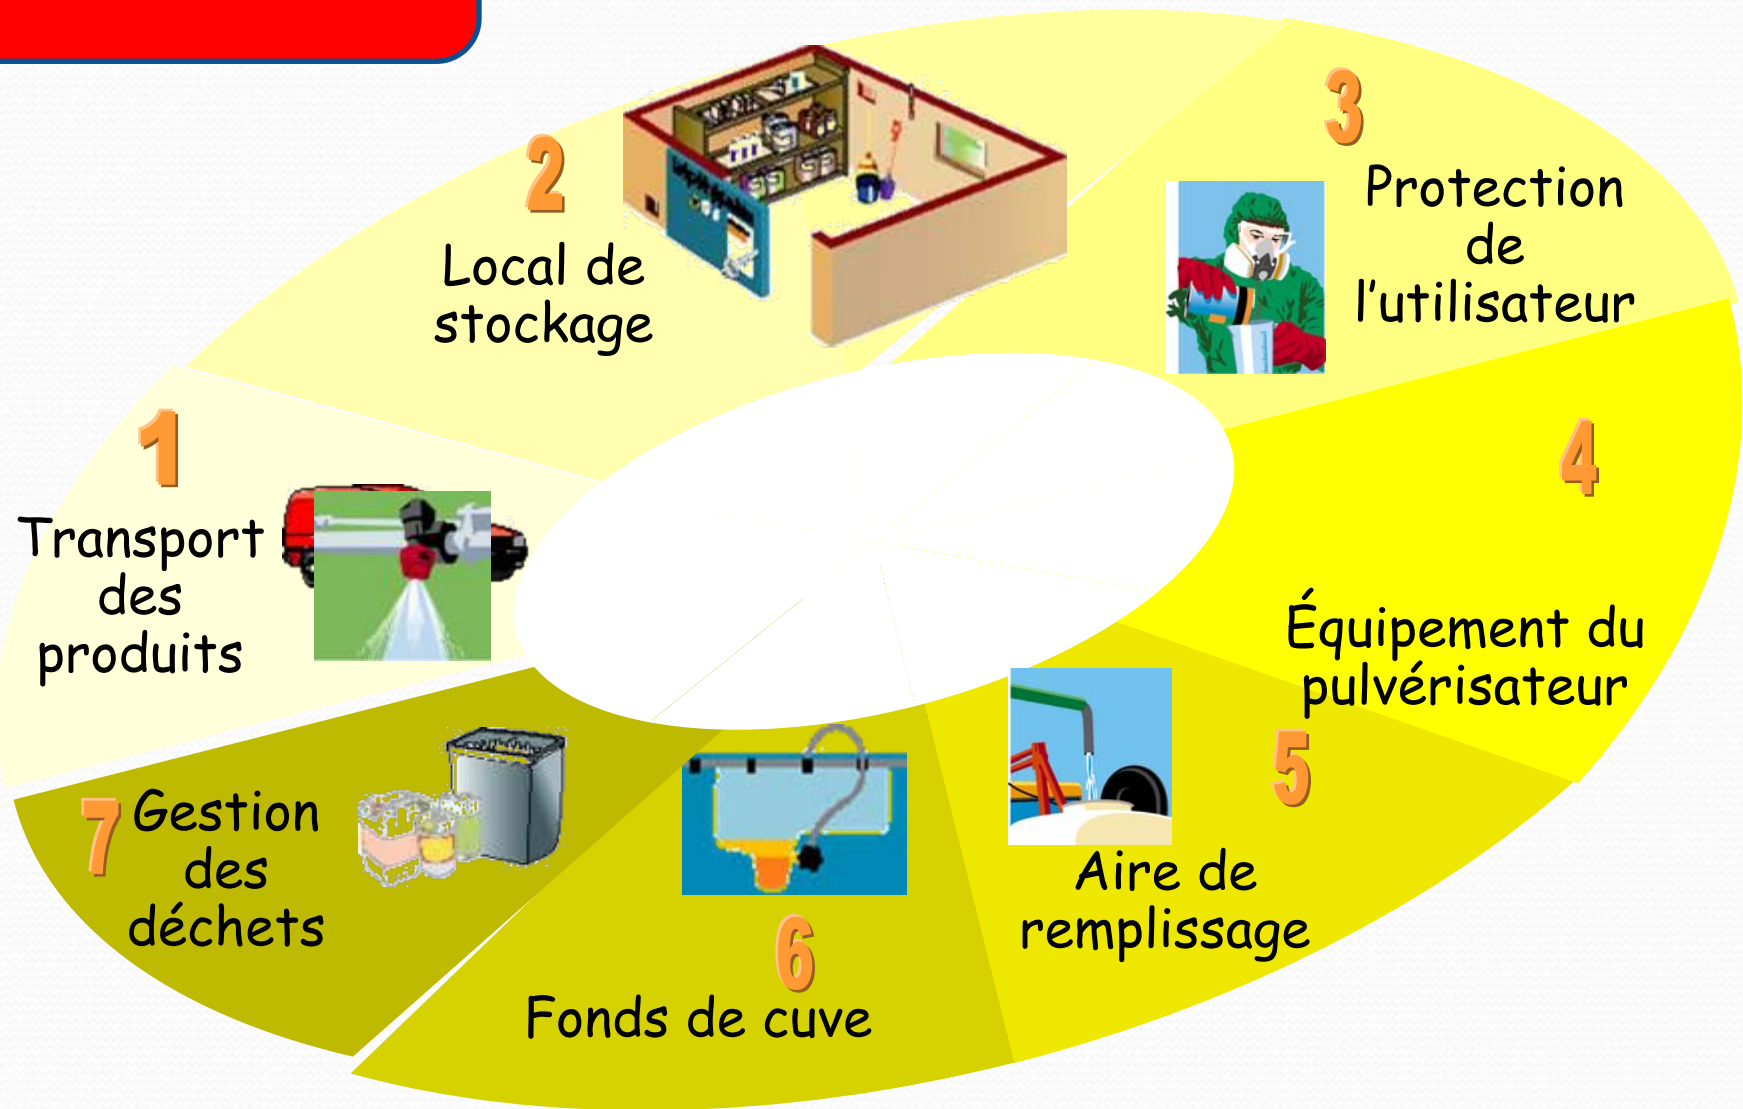 1
Transport
des
produits
2
Local de
stockage
3
Protection
de
l'utilisateur
4
Équipement du
pulvérisateur
5
Aire de
remplissage
6
Fonds de cuve
7
Gestion
des
déchets